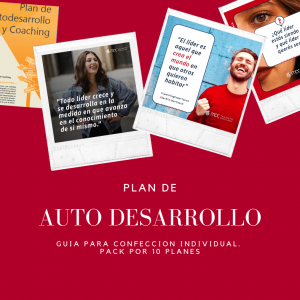 Plan de
todesarrollo
y Coaching
"Todo líder crece y
se desarrolla en la
medida en que avanza
en el conocimiento
de sí mismo."
"El líder es
aquel que
crea el
mundo en
que otros
quieren
habitar"
¿Qué líder
estás siendo
y qué líder
querés ser?
PLAN DE
AUTO DESARROLLO
GUIA PARA CONFECCION INDIVIDUAL.
PACK POR 10 PLANES